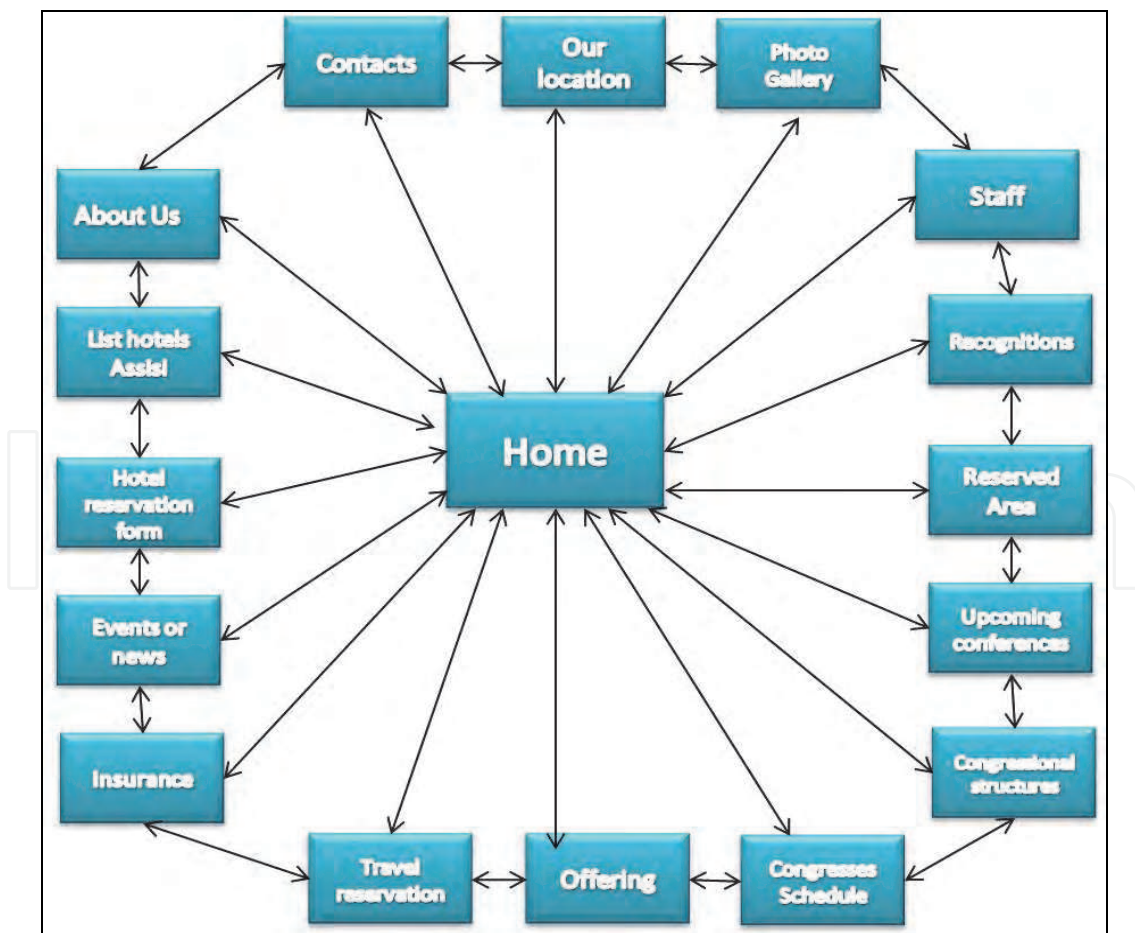 Contacts
Our
location
Photo
Gallery
About Us
Staff
List hotels
Assisi
Recognitions
Home
Hotel
reservation
form
Reserved
Area
Events or
news
Upcoming
conferences
Insurance
Congressional
structures
Travel
reservation
Offering
Congresses
Schedule